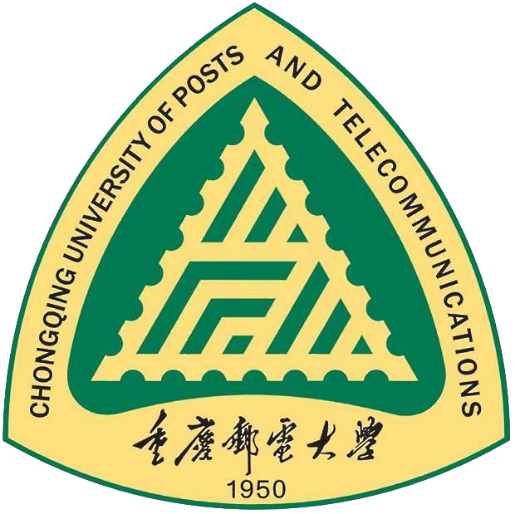 CHONGQING UNIVERSITY OF POSTS AND TELECOMMUNICATIONS
重慶郵電大學
1950